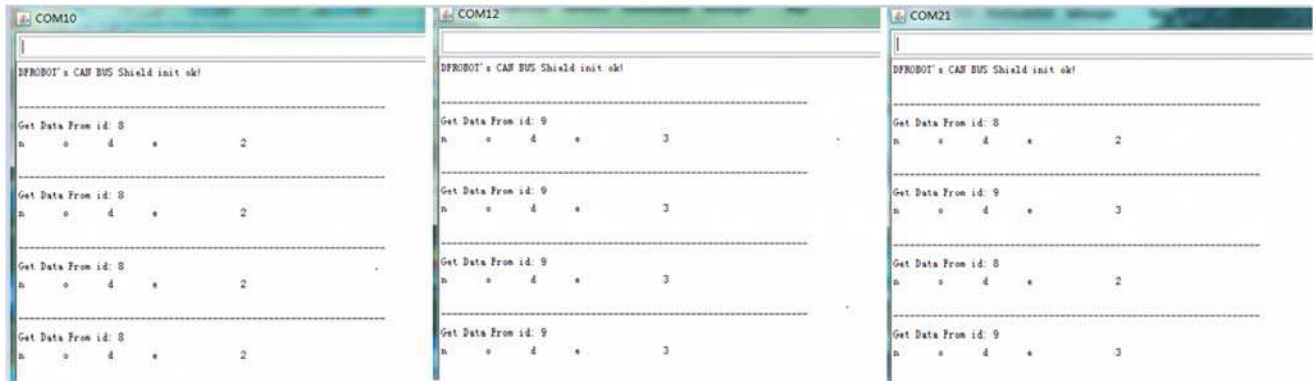 COM10
DFROBOT's CAN BUS Shield init ok!
-----------------------------
Get Data From id: 8
n o d e 2
-----------------------------
Get Data From id: 8
n o d e 2
-----------------------------
Get Data From id: 8
n o d e 2
-----------------------------
Get Data From id: 8
n o d e 2
COM12
DFROBOT's CAN BUS Shield init ok!
-----------------------------
Get Data From id: 9
n o d e 3
-----------------------------
Get Data From id: 9
n o d e 3
-----------------------------
Get Data From id: 9
n o d e 3
-----------------------------
Get Data From id: 9
n o d e 3
COM21
DFROBOT's CAN BUS Shield init ok!
-----------------------------
Get Data From id: 8
n o d e 2
-----------------------------
Get Data From id: 9
n o d e 3
-----------------------------
Get Data From id: 8
n o d e 2
-----------------------------
Get Data From id: 9
n o d e 3